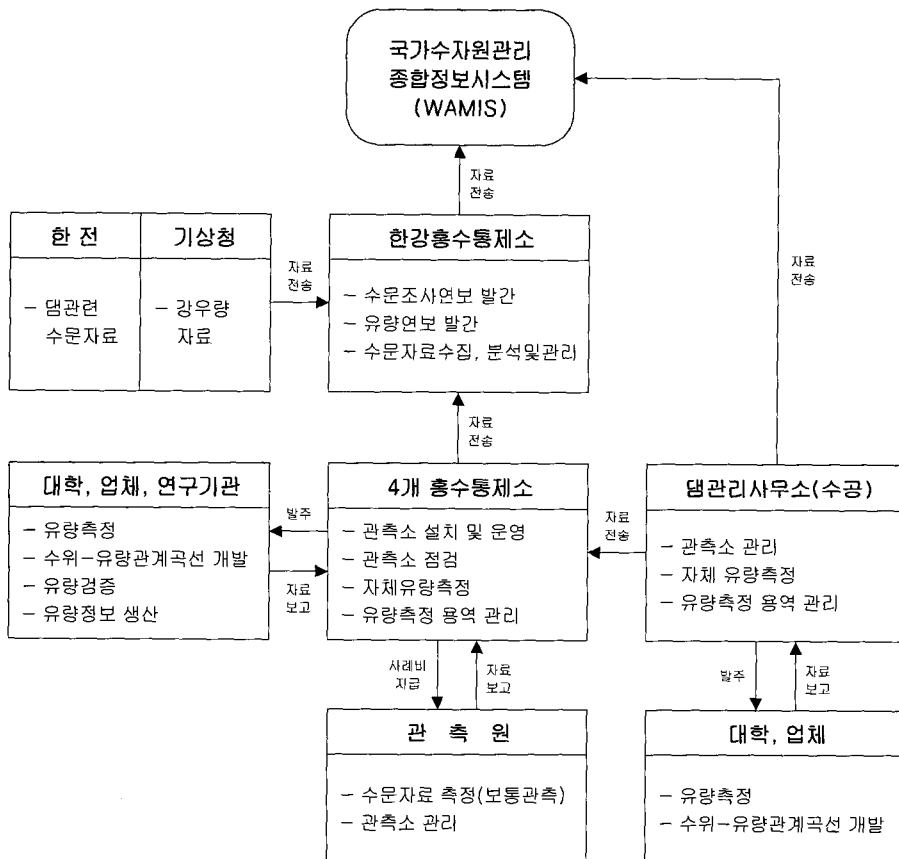 국가수자원관리
종합정보시스템
(WAMIS)
자료
전송
한 전
기상청
- 댐관련
수문자료
- 강우량
자료
자료
전송
한강홍수통제소
- 수문조사연보 발간
- 유량연보 발간
- 수문자료수집, 분석및관리
자료
전송
자료
전송
대학, 업체, 연구기관
- 유량측정
- 수위-유량관계곡선 개발
- 유량검증
- 유량정보 생산
발주
자료
보고
4개 홍수통제소
- 관측소 설치 및 운영
- 관측소 점검
- 자체유량측정
- 유량측정 용역 관리
자료
전송
댐관리사무소(수공)
- 관측소 관리
- 자체 유량측정
- 유량측정 용역 관리
사례비
지급
자료
보고
발주
자료
보고
관 측 원
- 수문자료 측정(보통관측)
- 관측소 관리
대학, 업체
- 유량측정
- 수위-유량관계곡선 개발